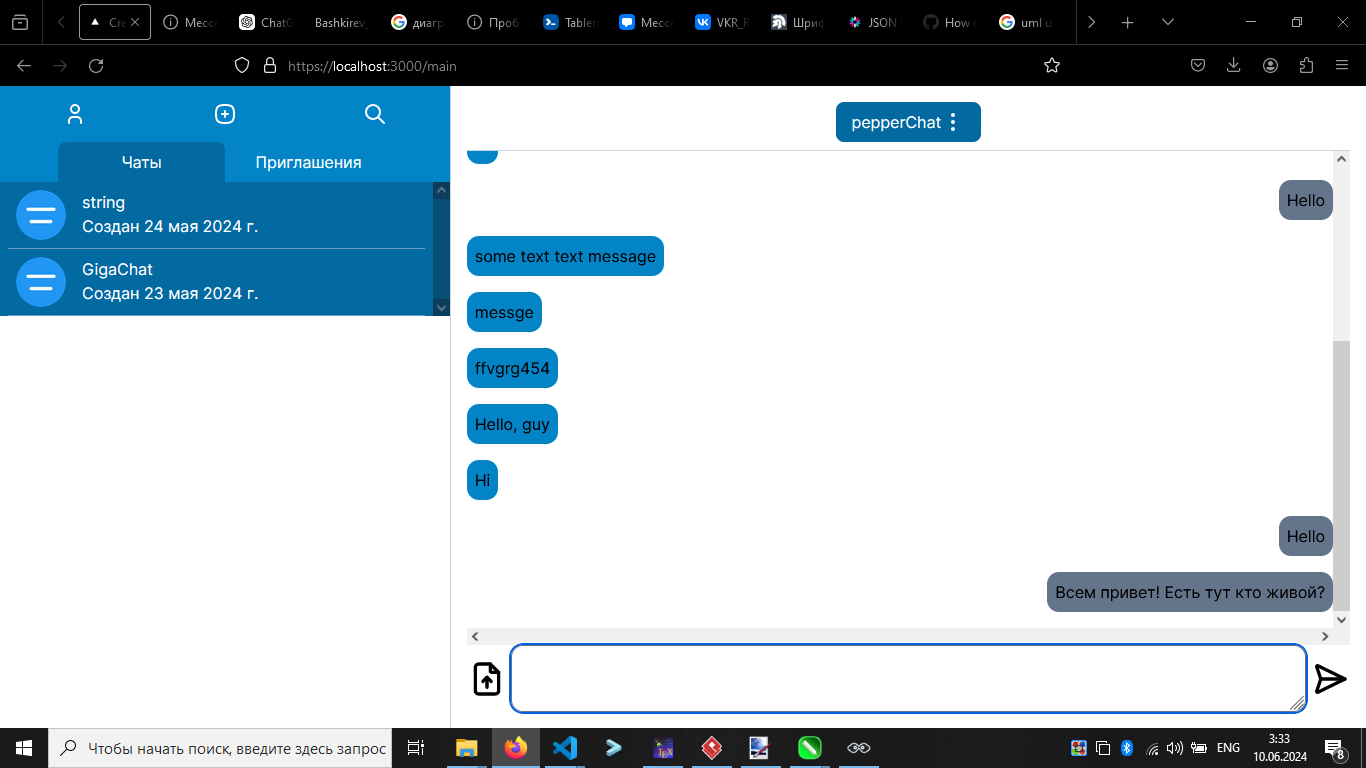 Cre
Мессе
ChatG
Bashkirev_
диагр
Проб
Tablem
Мессе
VKR_R
Шриф
JSON
How c
uml u
https://localhost:3000/main
pepperChat
Чаты
Приглашения
string
Создан 24 мая 2024 г.
GigaChat
Создан 23 мая 2024 г.
Hello
some text text message
messge
ffvgrg454
Hello, guy
Hi
Hello
Всем привет! Есть тут кто живой?
Чтобы начать поиск, введите здесь запрос
ENG
3:33
10.06.2024
8